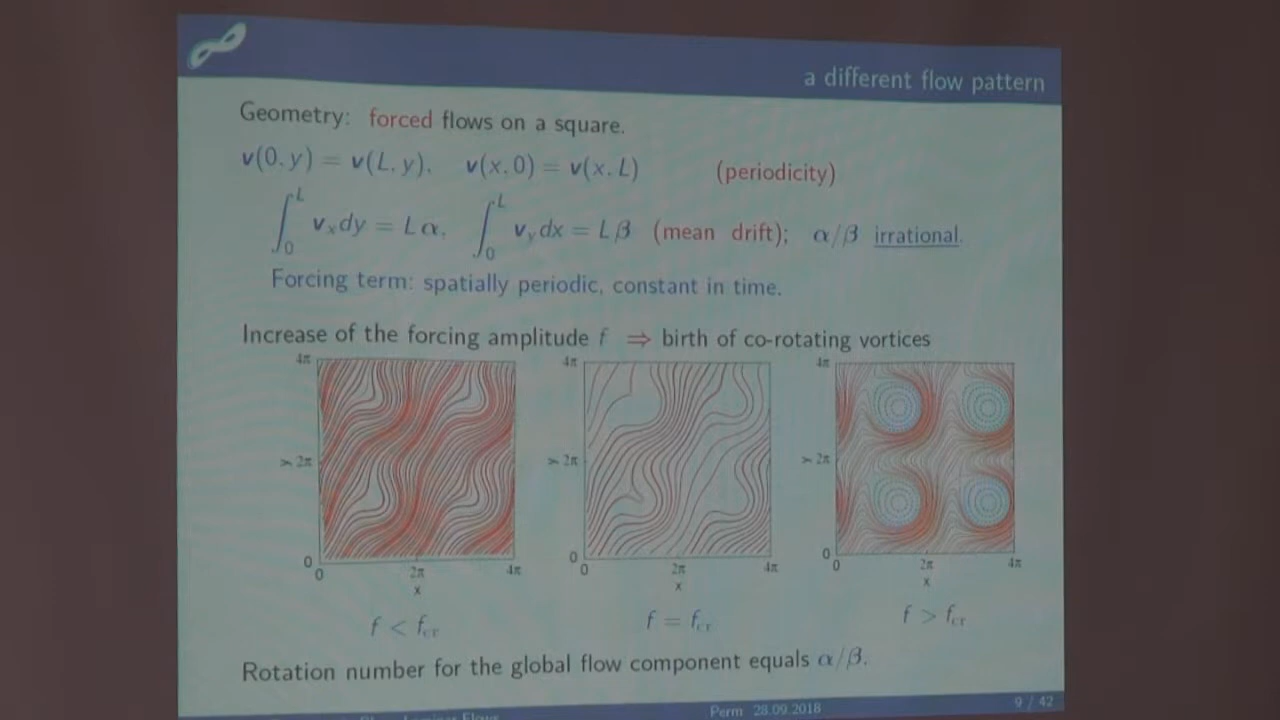 a different flow pattern
Geometry: forced flows on a square.
v(0, y) = v(L, y), v(x, 0) = v(x, L) (periodicity)
∫₀ᴸ vₓdy = Lα, ∫₀ᴸ v_y dx = Lβ (mean drift); α/β irrational.
Forcing term: spatially periodic, constant in time.
Increase of the forcing amplitude f ⇒ birth of co-rotating vortices
4π 4π 4π
> 2π > 2π > 2π
0 0 0
0 2π 4π 0 2π 4π 0 2π 4π
x x x
f < f_cr f = f_cr f > f_cr
Rotation number for the global flow component equals α/β.
Flows Perm 28.09.2018 9 / 42